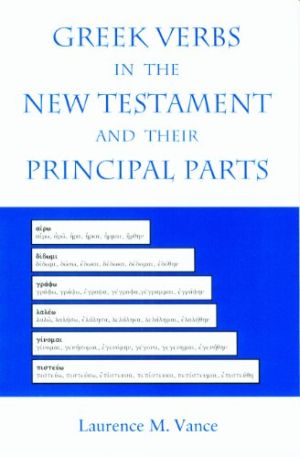 GREEK VERBS
IN THE
NEW TESTAMENT
AND THEIR
PRINCIPAL PARTS
αἴρω
αἴρω, ἀρῶ, ἦρα, ἦρκα, ἦρμαι, ἤρθην
δίδωμι
δίδωμι, δώσω, ἔδωκα, δέδωκα, δέδομαι, ἐδόθην
γράφω
γράφω, γράψω, ἔγραψα, γέγραφα, γέγραμμαι, ἐγράφην
λαλέω
λαλῶ, λαλήσω, ἐλάλησα, λελάληκα, λελάλημαι, ἐλαλήθην
γίνομαι
γίνομαι, γενήσομαι, ἐγενόμην, γέγονα, γεγένημαι, ἐγενήθην
πιστεύω
πιστεύω, πιστεύσω, ἐπίστευσα, πεπίστευκα, πεπίστευμαι, ἐπιστεύθην
Laurence M. Vance